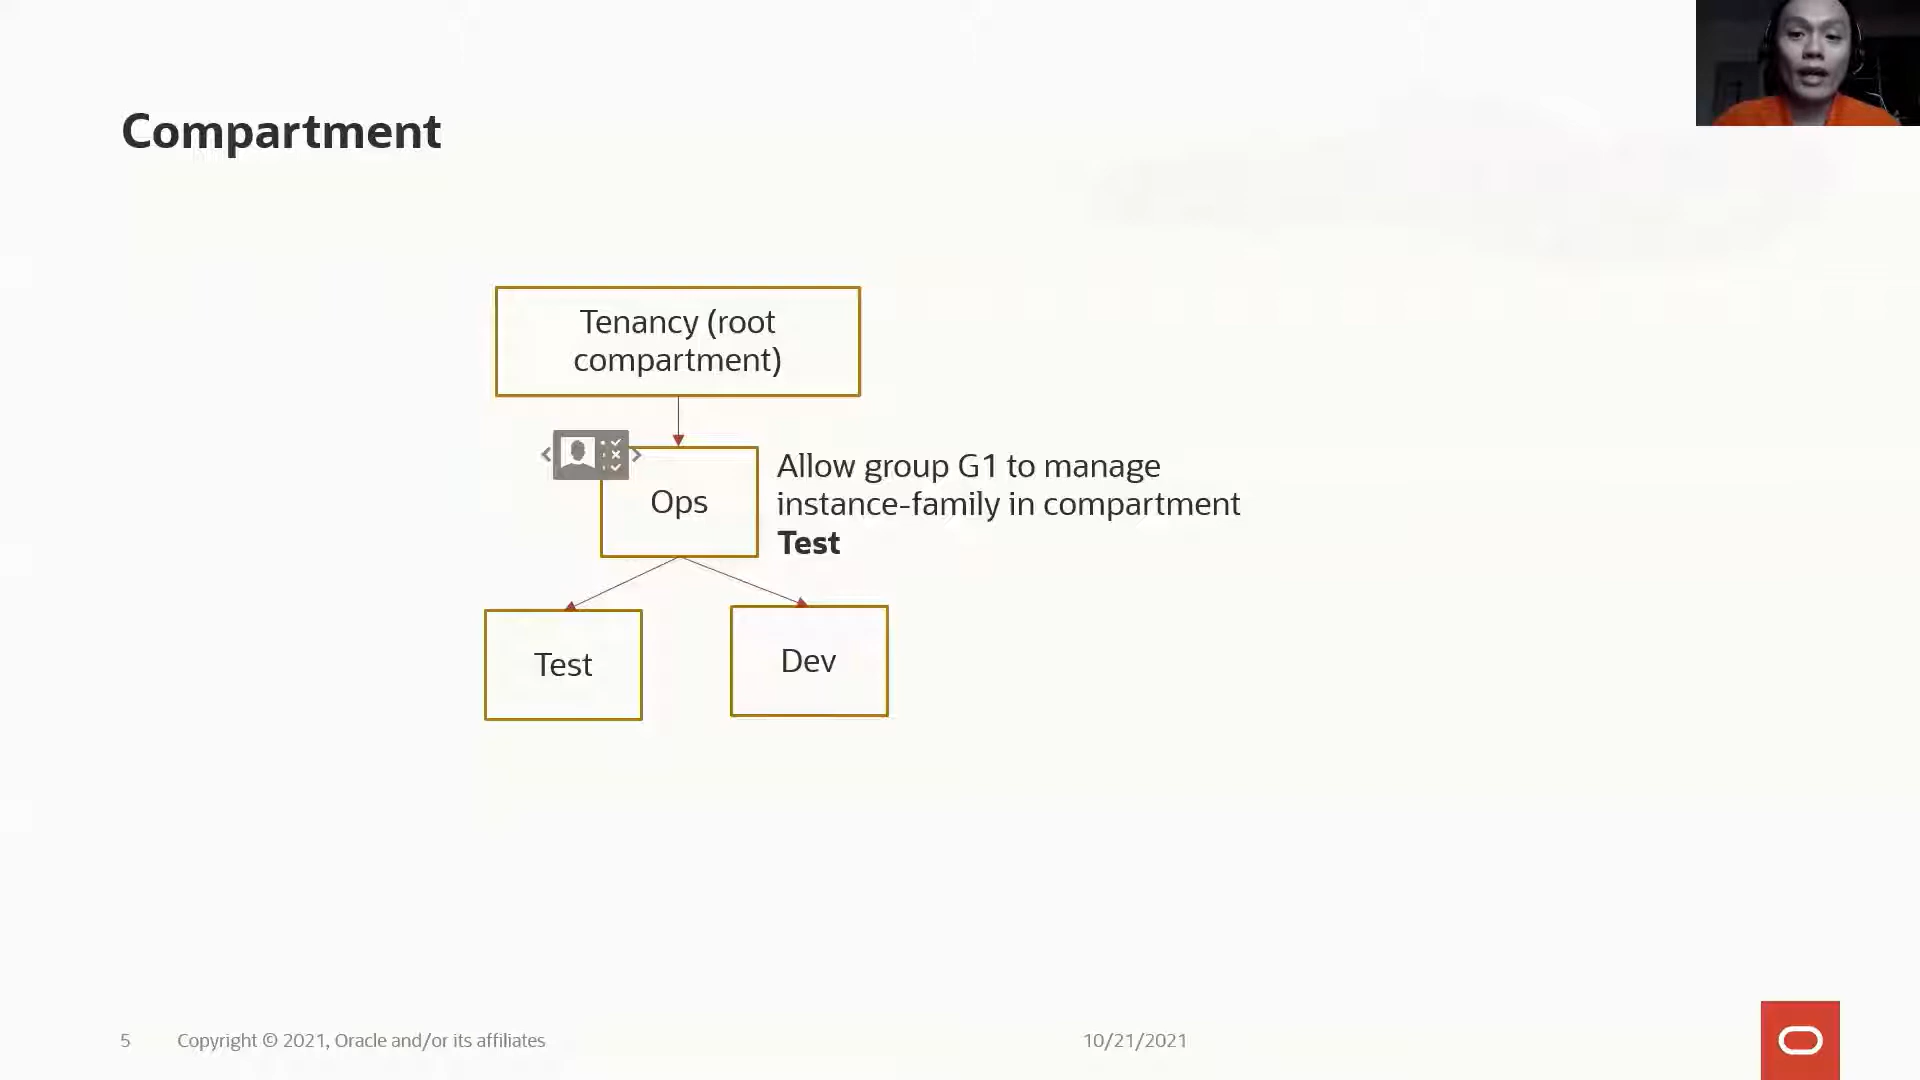 Compartment
Tenancy (root
compartment)
Ops
Allow group G1 to manage
instance-family in compartment
Test
Test
Dev
5
Copyright © 2021, Oracle and/or its affiliates
10/21/2021